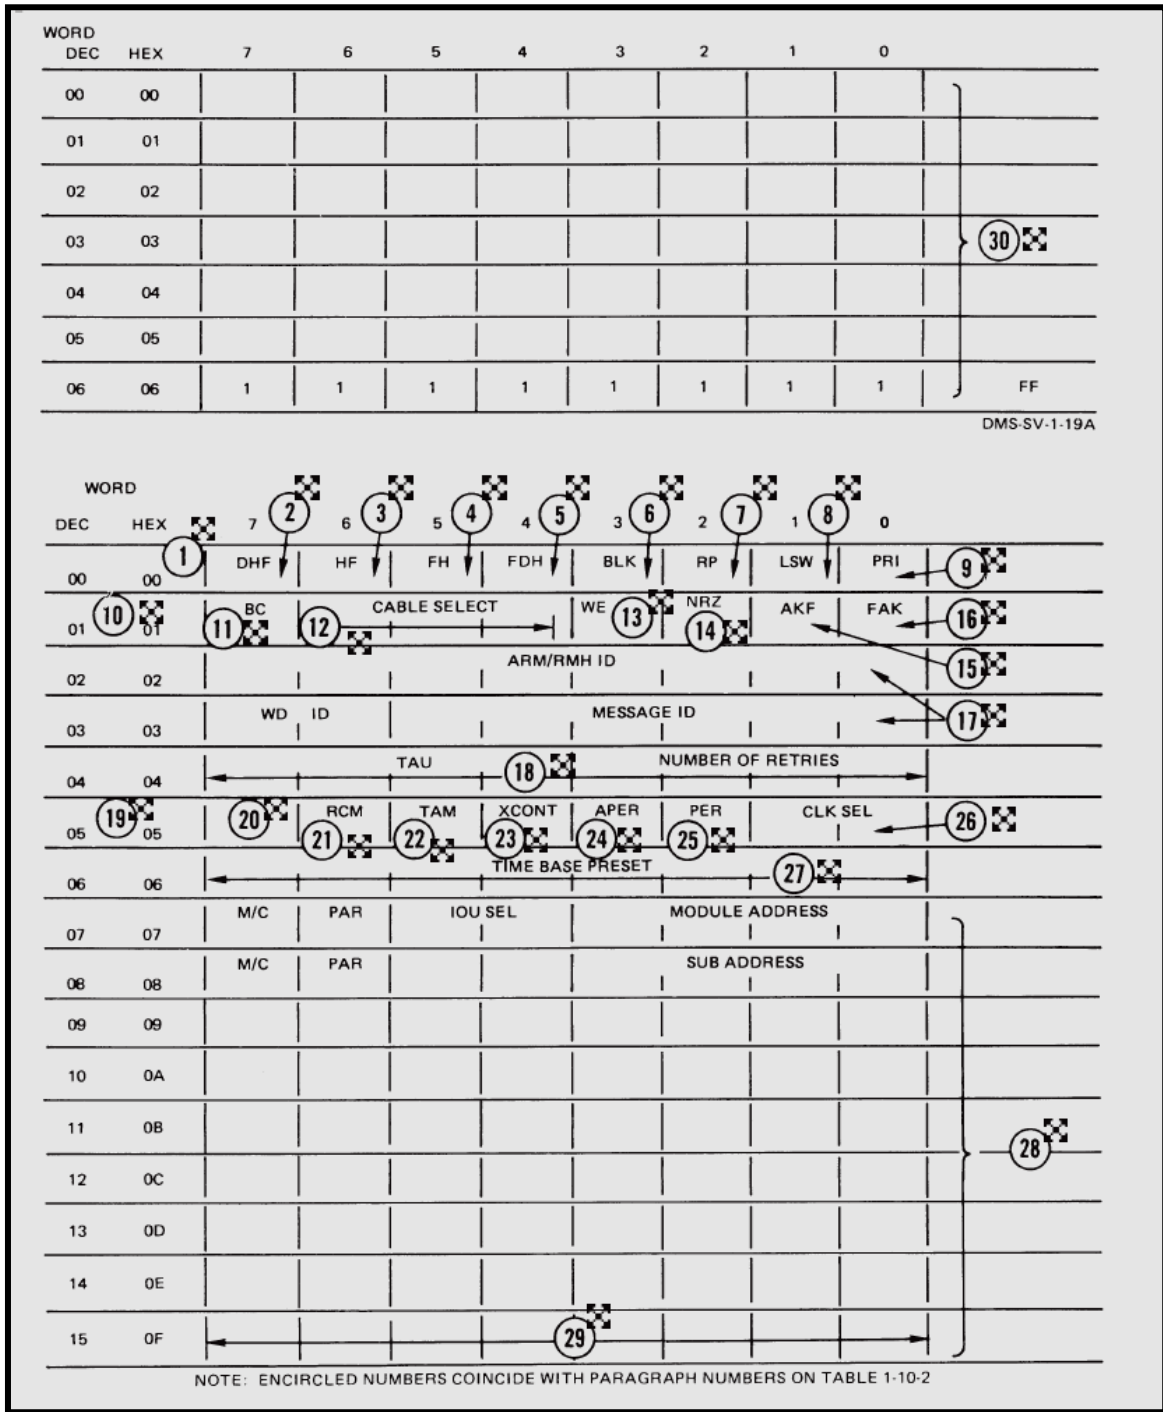 WORD
DEC HEX 7 6 5 4 3 2 1 0
00 00
01 01
02 02
03 03 30
04 04
05 05
06 06 1 1 1 1 1 1 1 1 FF
DMS-SV-1-19A
WORD
2 3 4 5 6 7 8
DEC HEX 7 6 5 4 3 2 1 0
1 DHF HF FH FDH BLK RP LSW PRI 9
00 00
10 BC CABLE SELECT WE NRZ AKF FAK 16
01 01 11 12 13 14
ARM/RMH ID 15
02 02
WD ID MESSAGE ID 17
03 03
TAU 18 NUMBER OF RETRIES
04 04
19 20 RCM TAM XCONT APER PER CLK SEL 26
05 05 21 22 23 24 25
TIME BASE PRESET 27
06 06
M/C PAR IOU SEL MODULE ADDRESS
07 07
M/C PAR SUB ADDRESS
08 08
09 09
10 0A
11 0B
28
12 0C
13 0D
14 0E
15 0F 29
NOTE: ENCIRCLED NUMBERS COINCIDE WITH PARAGRAPH NUMBERS ON TABLE 1-10-2